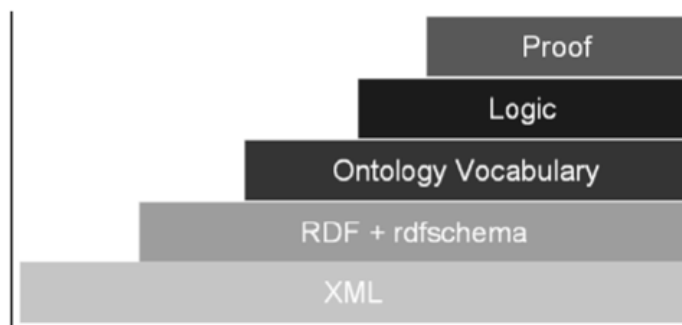 Proof
Logic
Ontology Vocabulary
RDF + rdfschema
XML